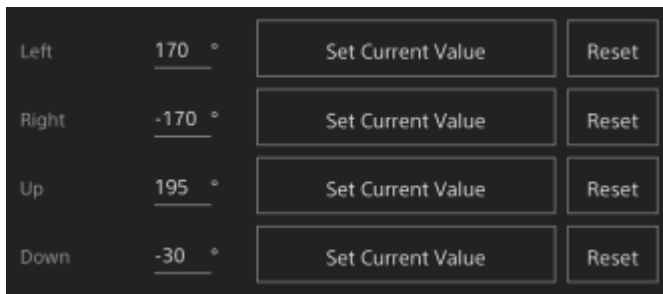 Left 170 ° Set Current Value Reset
Right -170 ° Set Current Value Reset
Up 195 ° Set Current Value Reset
Down -30 ° Set Current Value Reset